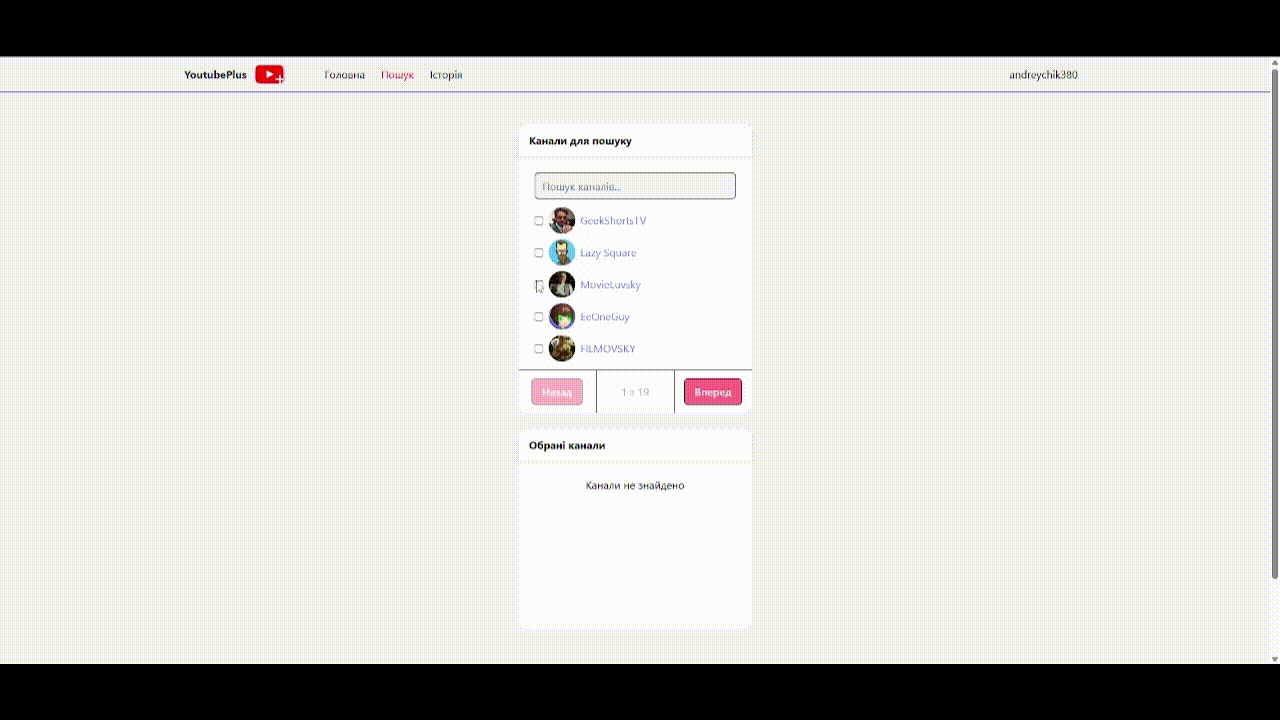 YoutubePlus Головна Пошук Історія andreychik380
Канали для пошуку
Пошук каналів...
GeekShortsTV
Lazy Square
MovieLuvsky
EeOneGuy
FILMOVSKY
Назад 1 з 19 Вперед
Обрані канали
Канали не знайдено